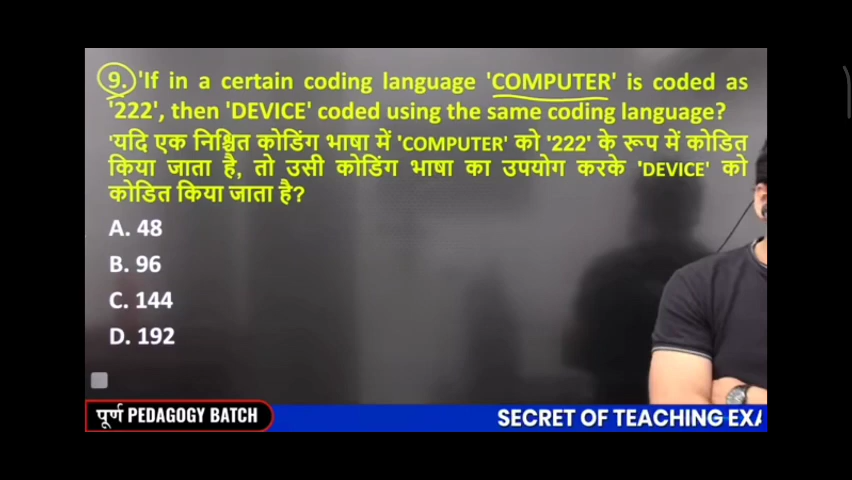 9. 'If in a certain coding language 'COMPUTER' is coded as
'222', then 'DEVICE' coded using the same coding language?
'यदि एक निश्चित कोडिंग भाषा में 'COMPUTER' को '222' के रूप में कोडित
किया जाता है, तो उसी कोडिंग भाषा का उपयोग करके 'DEVICE' को
कोडित किया जाता है?
A. 48
B. 96
C. 144
D. 192
पूर्ण PEDAGOGY BATCH
SECRET OF TEACHING EXA